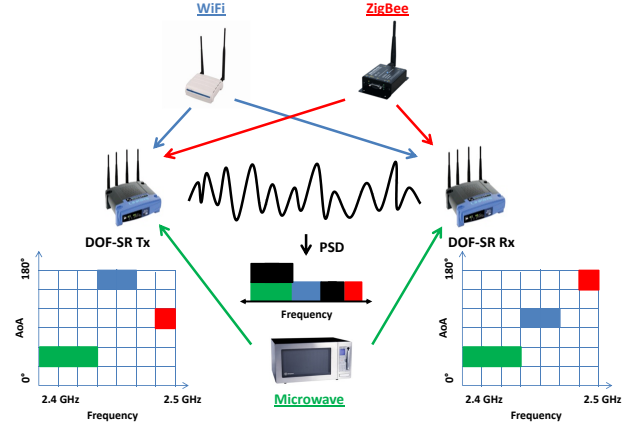 WiFi
ZigBee
DOF-SR Tx
DOF-SR Rx
PSD
Frequency
180°
AoA
0°
2.4 GHz
2.5 GHz
Frequency
Microwave
180°
AoA
0°
2.4 GHz
2.5 GHz
Frequency